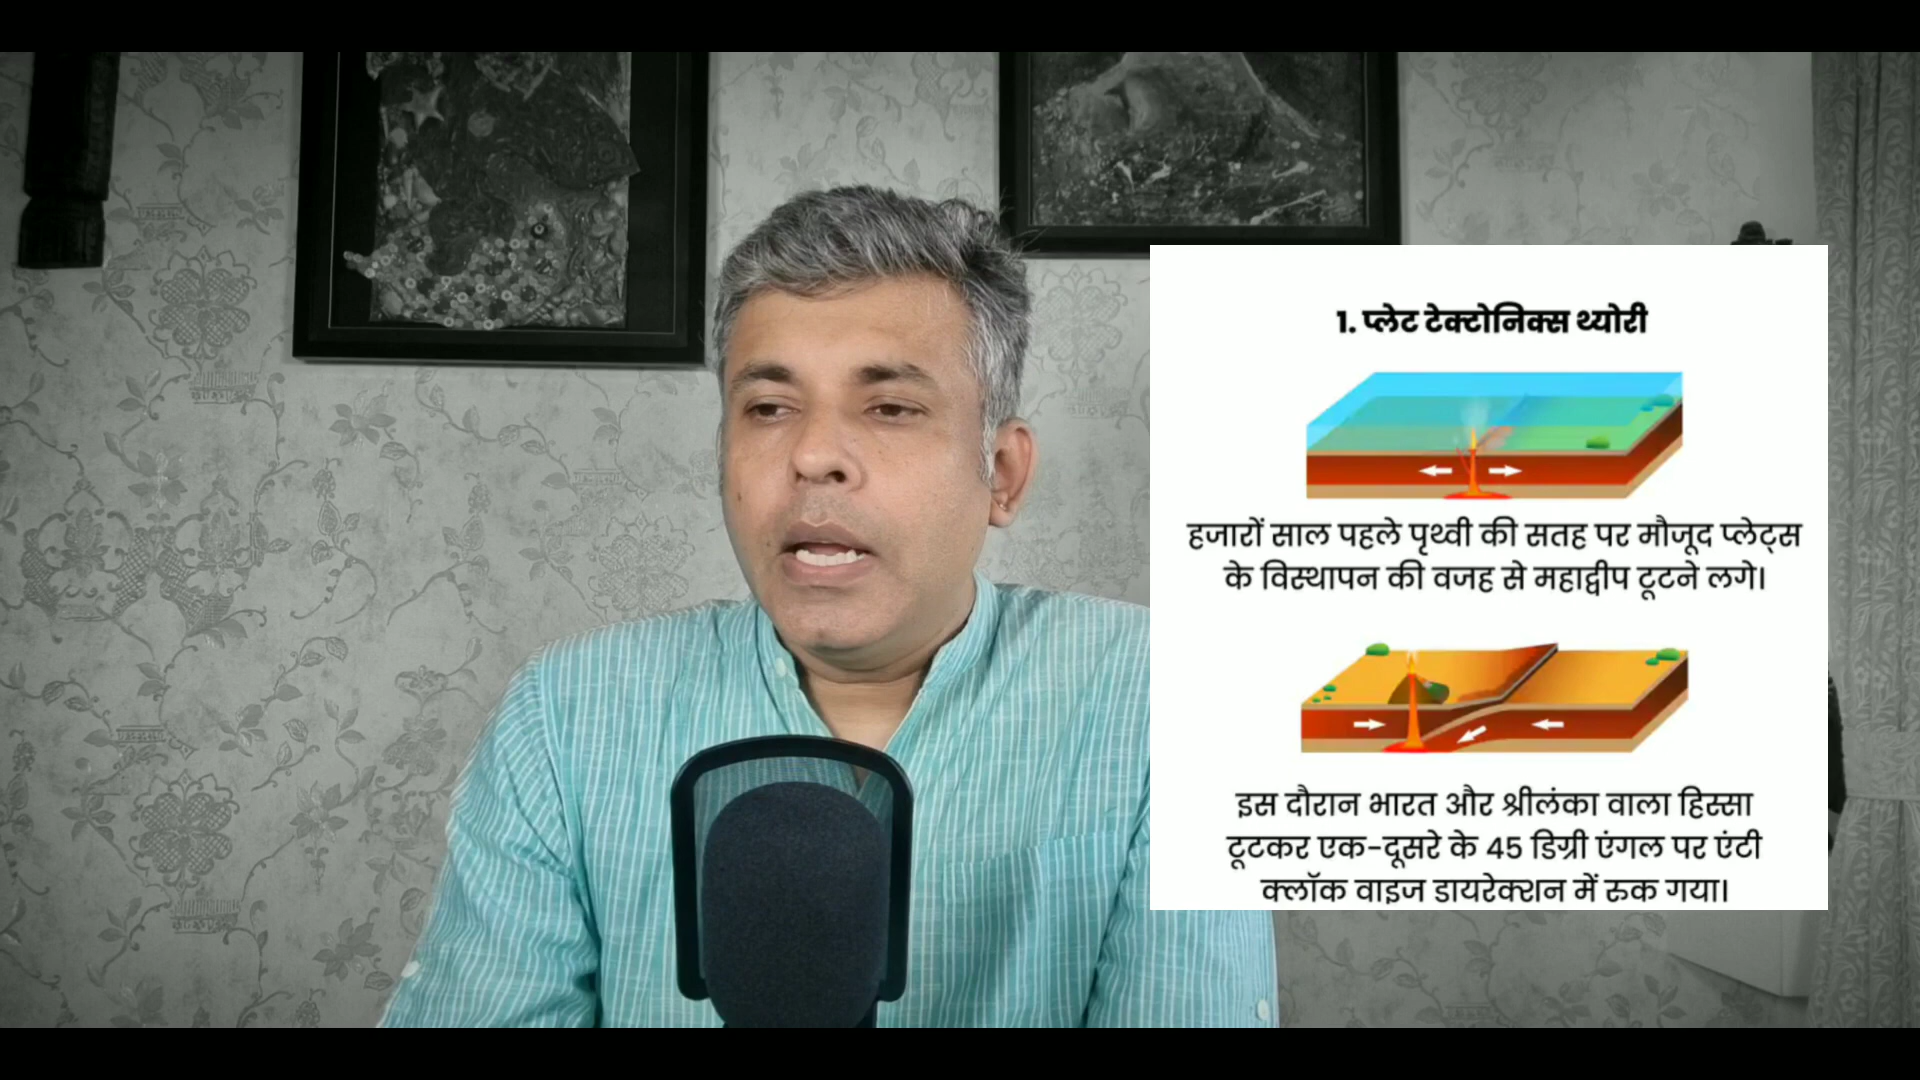 1. प्लेट टेक्टोनिक्स थ्योरी
हजारों साल पहले पृथ्वी की सतह पर मौजूद प्लेट्स
के विस्थापन की वजह से महाद्वीप टूटने लगे।
इस दौरान भारत और श्रीलंका वाला हिस्सा
टूटकर एक-दूसरे के 45 डिग्री एंगल पर एंटी
क्लॉक वाइज डायरेक्शन में रुक गया।